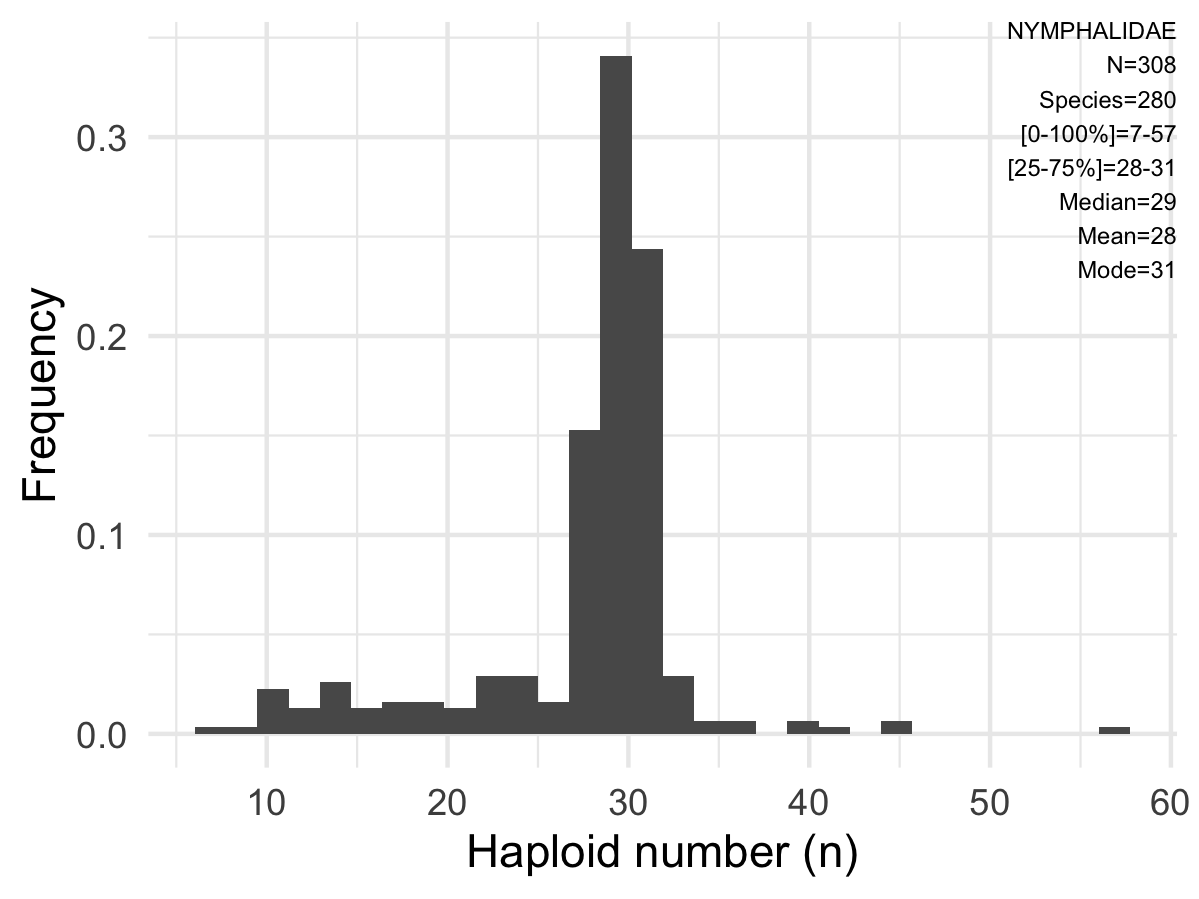 NYMPHALIDAE
N=308
Species=280
[0-100%]=7-57
[25-75%]=28-31
Median=29
Mean=28
Mode=31
Frequency
0.3
0.2
0.1
0.0
10 20 30 40 50 60
Haploid number (n)